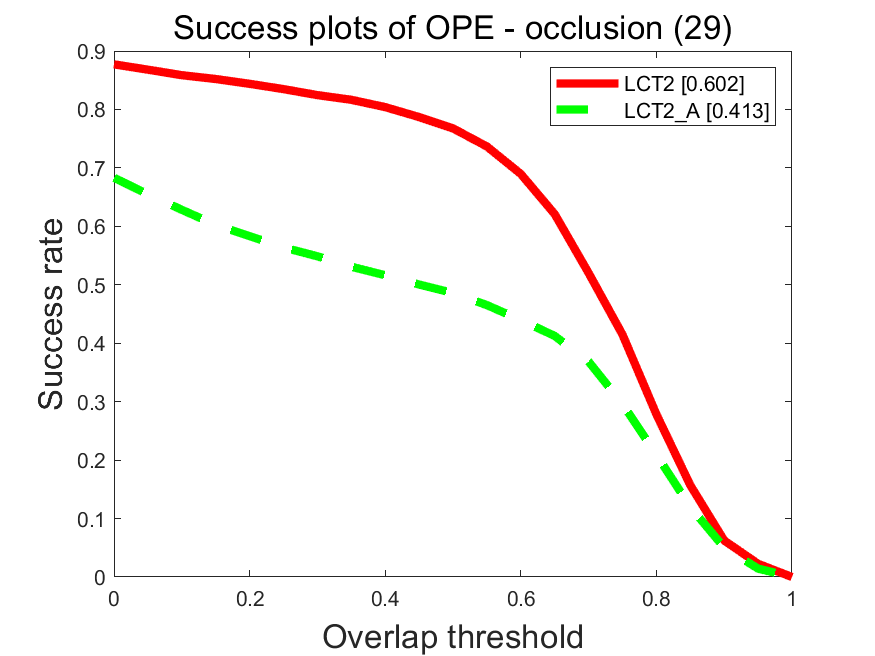 Success plots of OPE - occlusion (29)
LCT2 [0.602]
LCT2_A [0.413]
0.9
0.8
0.7
0.6
0.5
0.4
0.3
0.2
0.1
0
Success rate
0 0.2 0.4 0.6 0.8 1
Overlap threshold